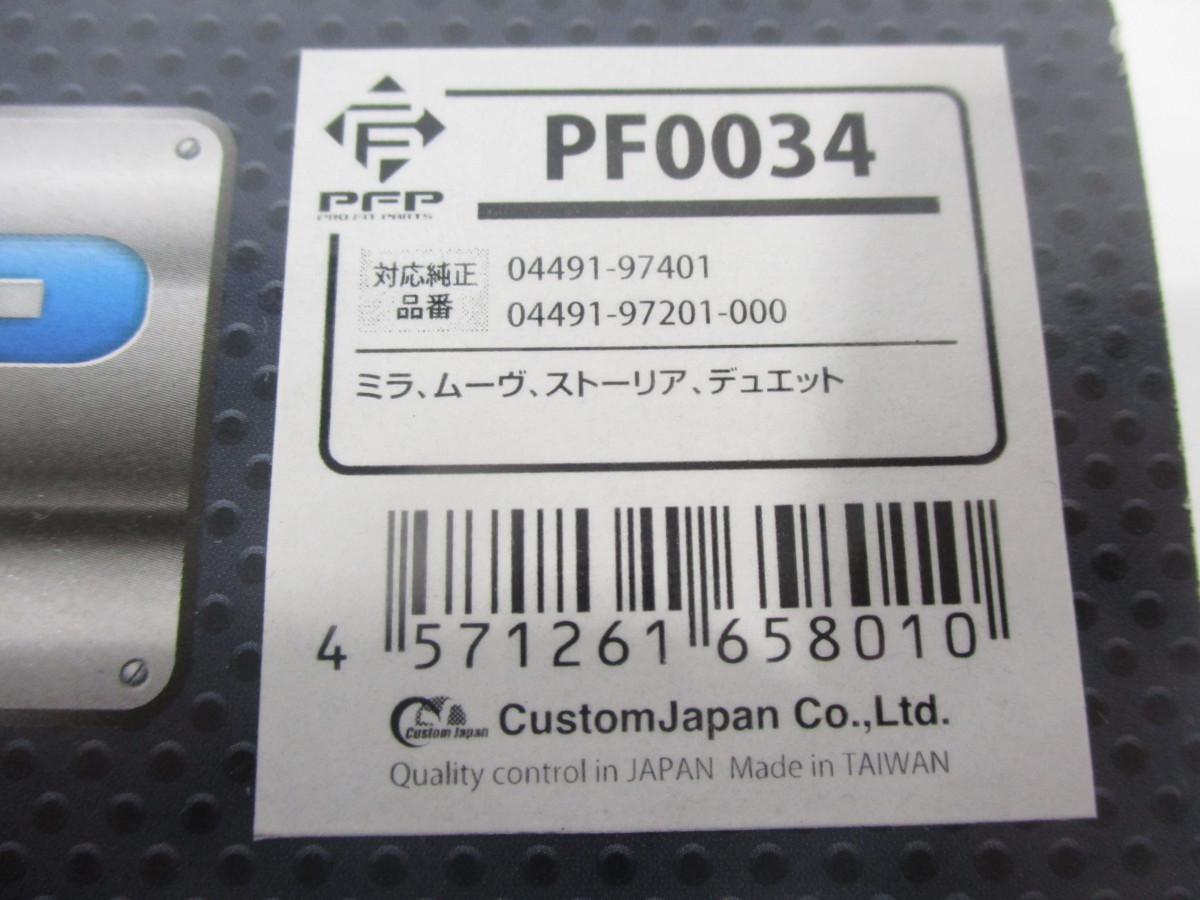 PF0034
PFP
PRO FIT PARTS
対応純正
品番
04491-97401
04491-97201-000
ミラ、ムーヴ、ストーリア、デュエット
4 571261 658010
Custom Japan
CustomJapan Co.,Ltd.
Quality control in JAPAN Made in TAIWAN